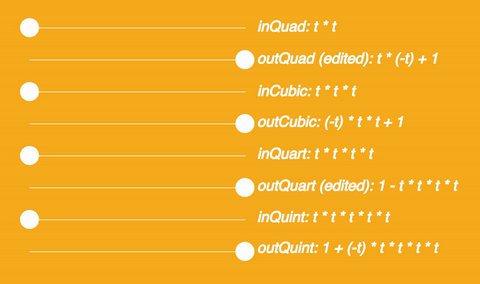 inQuad: t * t
outQuad (edited): t * (-t) + 1
inCubic: t * t * t
outCubic: (-t) * t * t + 1
inQuart: t * t * t * t
outQuart (edited): 1 - t * t * t * t
inQuint: t * t * t * t * t
outQuint: 1 + (-t) * t * t * t * t